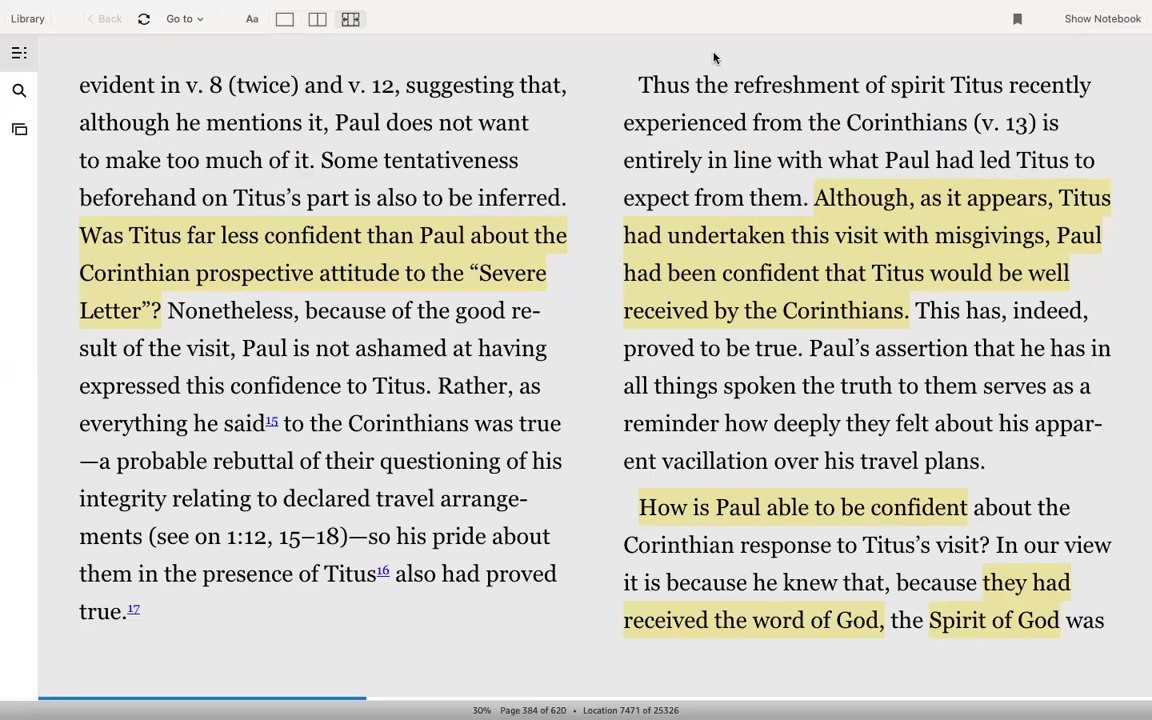 Library
Back
Go to
Aa
Show Notebook
evident in v. 8 (twice) and v. 12, suggesting that,
although he mentions it, Paul does not want
to make too much of it. Some tentativeness
beforehand on Titus’s part is also to be inferred.
Was Titus far less confident than Paul about the
Corinthian prospective attitude to the “Severe
Letter”? Nonetheless, because of the good re-
sult of the visit, Paul is not ashamed at having
expressed this confidence to Titus. Rather, as
everything he said15 to the Corinthians was true
—a probable rebuttal of their questioning of his
integrity relating to declared travel arrange-
ments (see on 1:12, 15–18)—so his pride about
them in the presence of Titus16 also had proved
true.17
Thus the refreshment of spirit Titus recently
experienced from the Corinthians (v. 13) is
entirely in line with what Paul had led Titus to
expect from them. Although, as it appears, Titus
had undertaken this visit with misgivings, Paul
had been confident that Titus would be well
received by the Corinthians. This has, indeed,
proved to be true. Paul’s assertion that he has in
all things spoken the truth to them serves as a
reminder how deeply they felt about his appar-
ent vacillation over his travel plans.
How is Paul able to be confident about the
Corinthian response to Titus’s visit? In our view
it is because he knew that, because they had
received the word of God, the Spirit of God was
30% Page 384 of 620 • Location 7471 of 25326